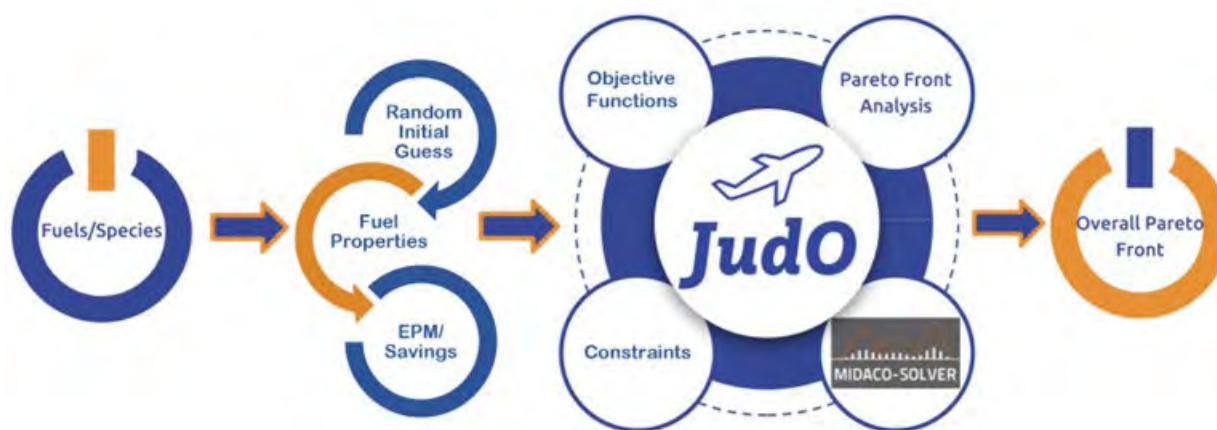 Fuels/Species
Random
Initial
Guess
Fuel
Properties
EPM/
Savings
Objective
Functions
Pareto Front
Analysis
JudO
Constraints
MIDACO-SOLVER
Overall Pareto
Front